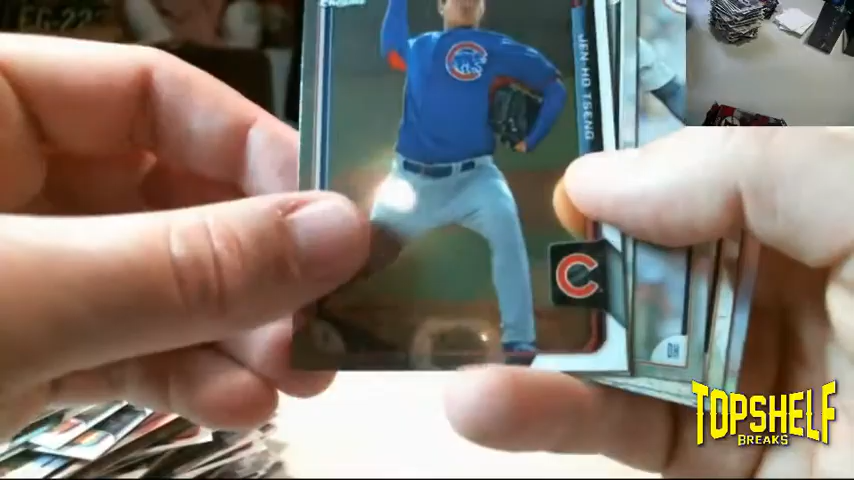 JEN-HO TSENG
C
DH
TOPSHELF
BREAKS